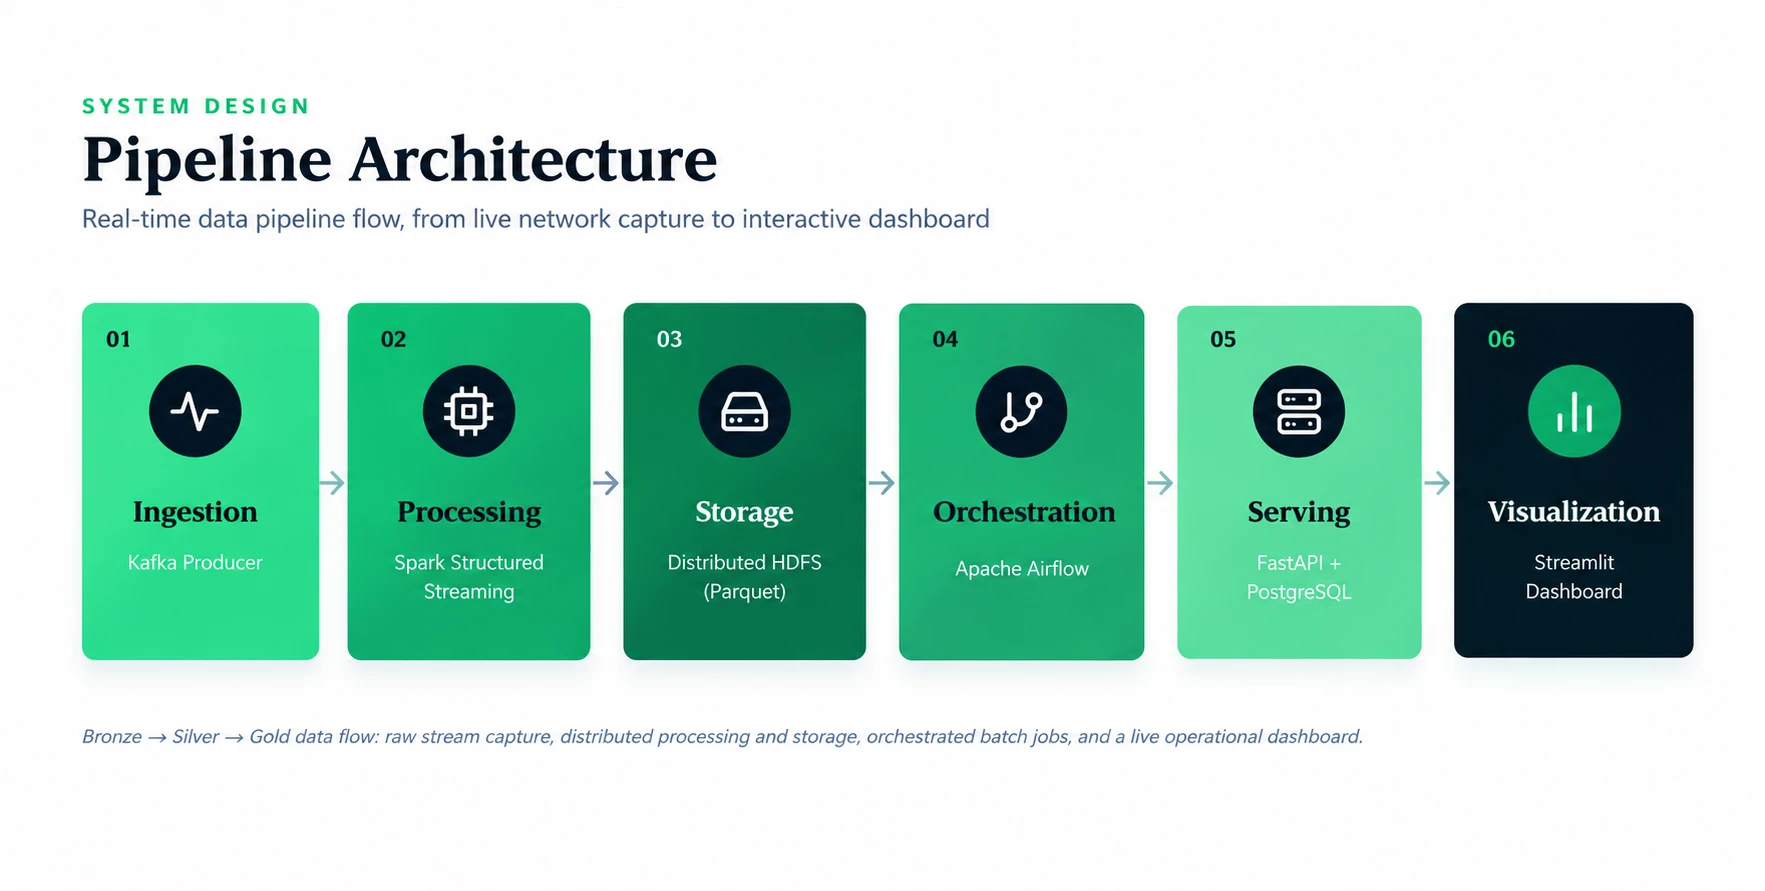 SYSTEM DESIGN
Pipeline Architecture
Real-time data pipeline flow, from live network capture to interactive dashboard
01
Ingestion
Kafka Producer
02
Processing
Spark Structured
Streaming
03
Storage
Distributed HDFS
(Parquet)
04
Orchestration
Apache Airflow
05
Serving
FastAPI +
PostgreSQL
06
Visualization
Streamlit
Dashboard
Bronze → Silver → Gold data flow: raw stream capture, distributed processing and storage, orchestrated batch jobs, and a live operational dashboard.